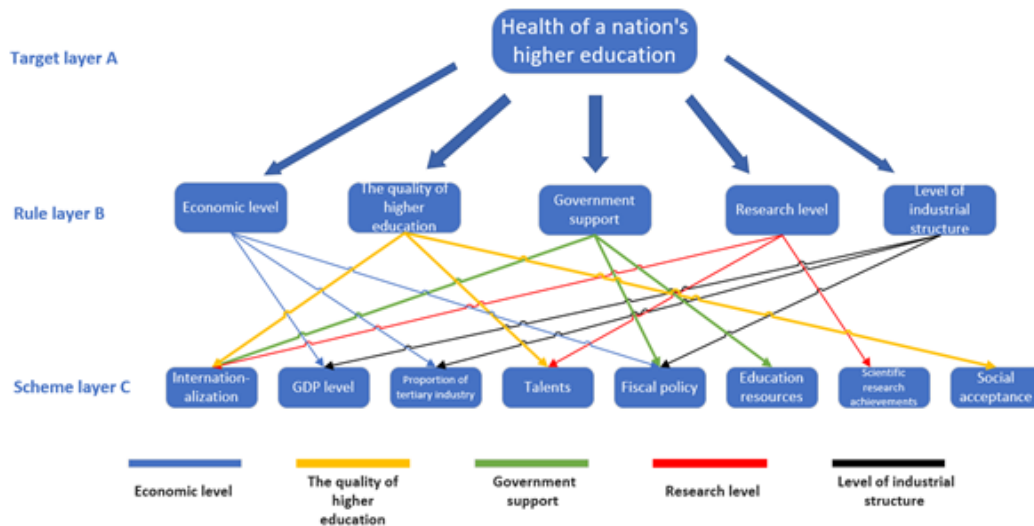 Health of a nation's
higher education
Target layer A
Rule layer B
Economic level
The quality of
higher
education
Government
support
Research level
Level of
industrial
structure
Scheme layer C
Internation-
alization
GDP level
Proportion of
tertiary industry
Talents
Fiscal policy
Education
resources
Scientific
research
achievements
Social
acceptance
Economic level
The quality of
higher
education
Government
support
Research level
Level of industrial
structure